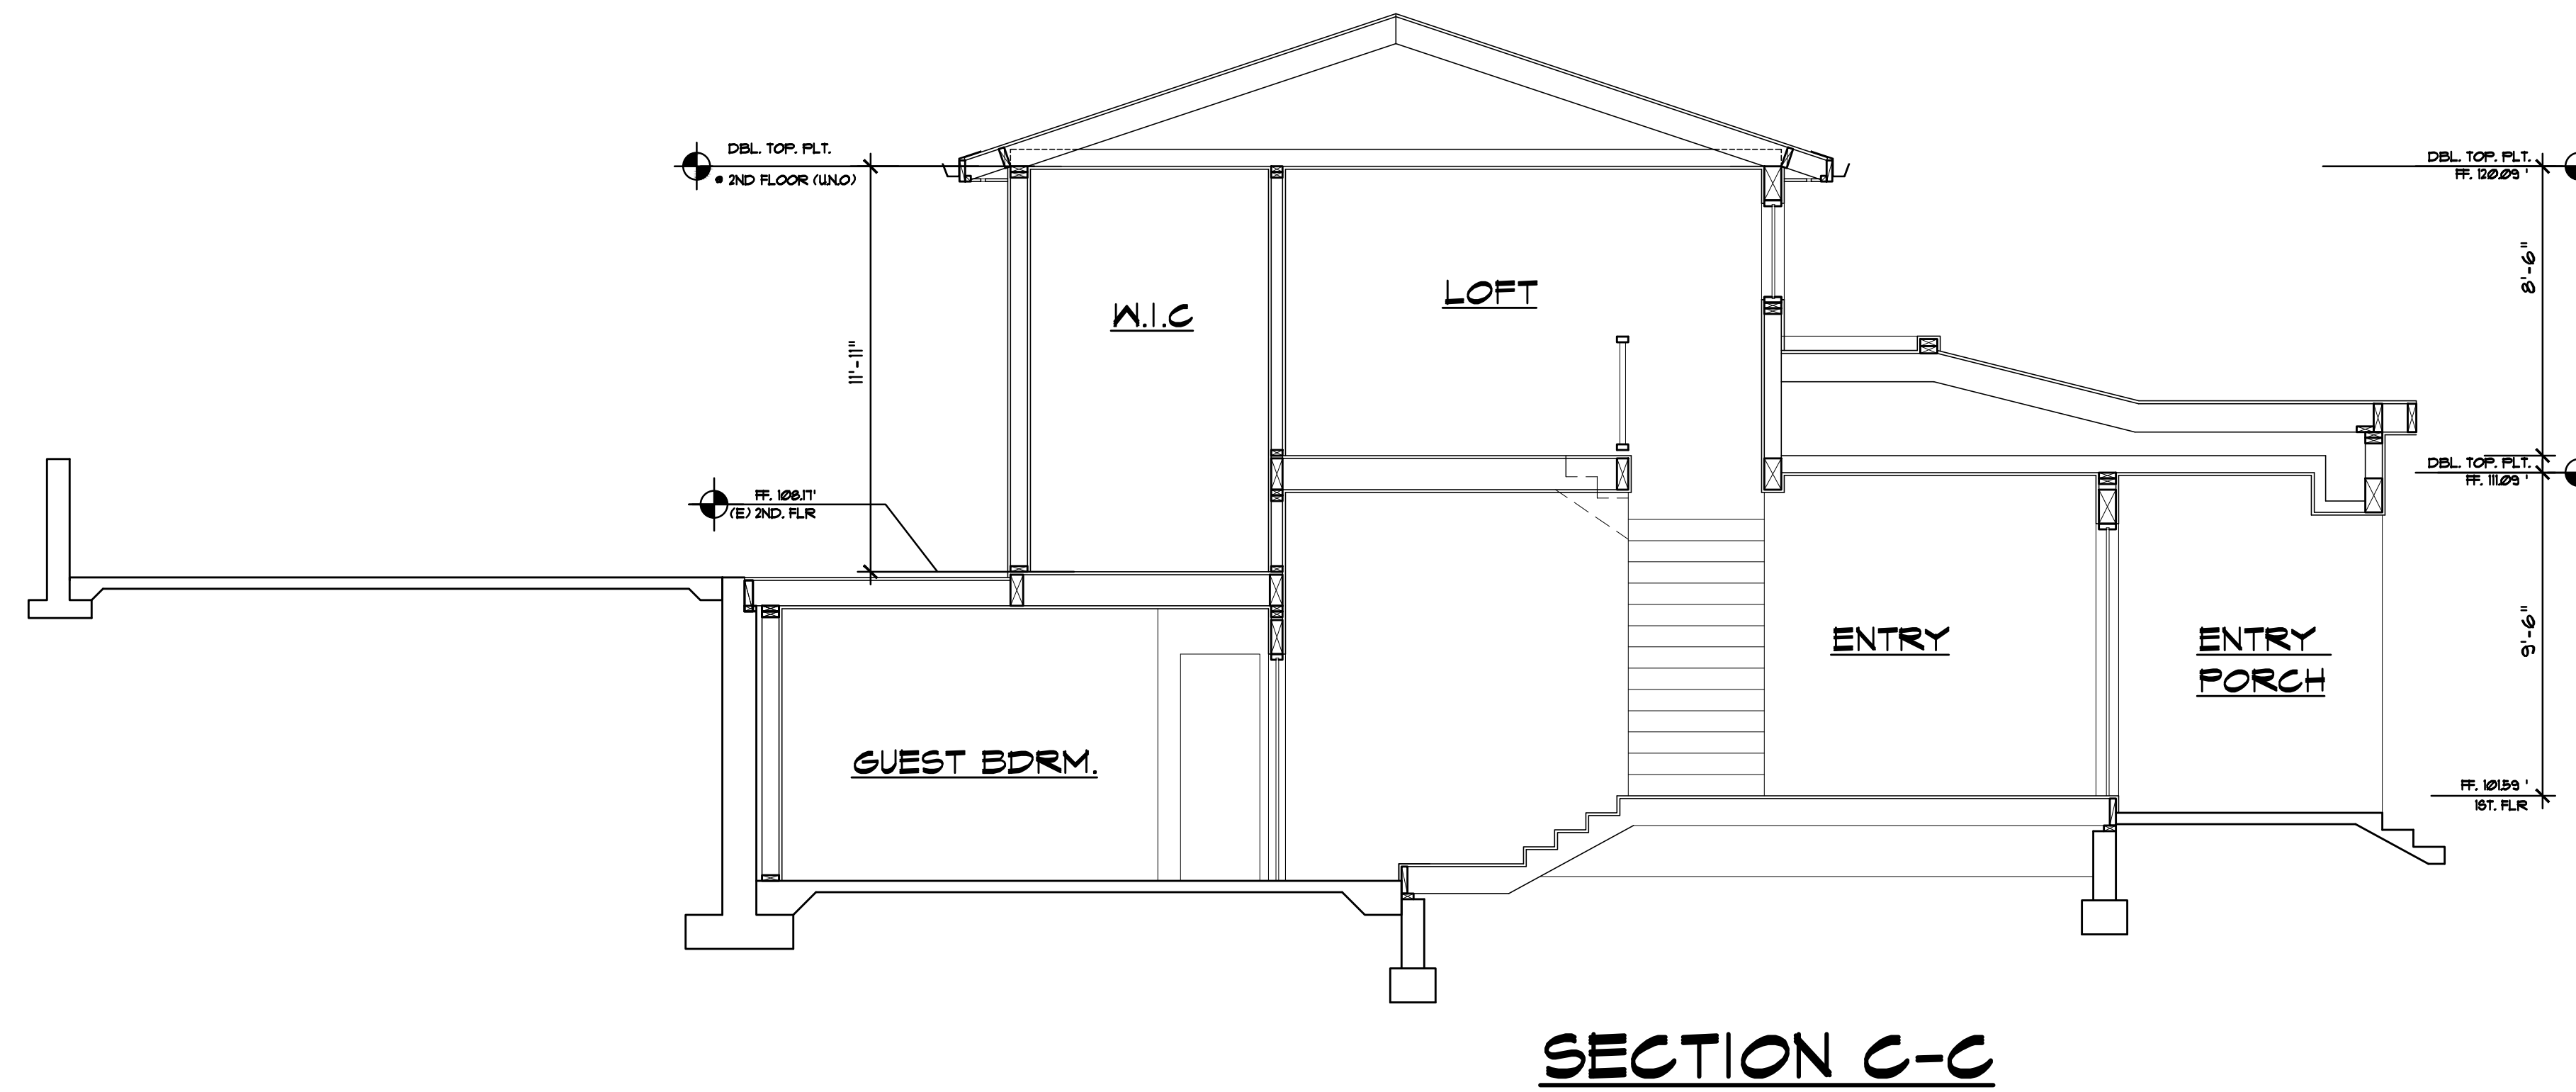 DBL. TOP. PLT.
@ 2ND FLOOR (U.N.O)
DBL. TOP. PLT.
FF. 120.09 '
8'-6"
LOFT
W.I.C
11'-11"
DBL. TOP. PLT.
FF. 111.09 '
FF. 108.17'
(E) 2ND. FLR
9'-6"
ENTRY
ENTRY
PORCH
GUEST BDRM.
FF. 101.59 '
1ST. FLR
SECTION C-C